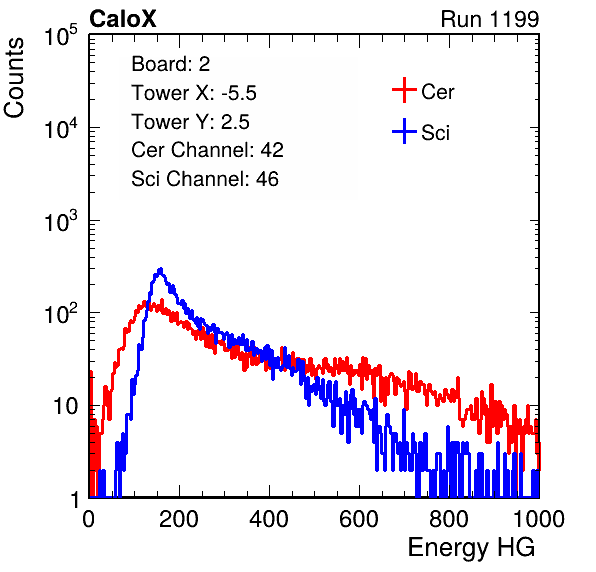 CaloX Run 1199
Counts
Board: 2
Tower X: -5.5
Tower Y: 2.5
Cer Channel: 42
Sci Channel: 46
Cer
Sci
10^5
10^4
10^3
10^2
10
1
0 200 400 600 800 1000
Energy HG